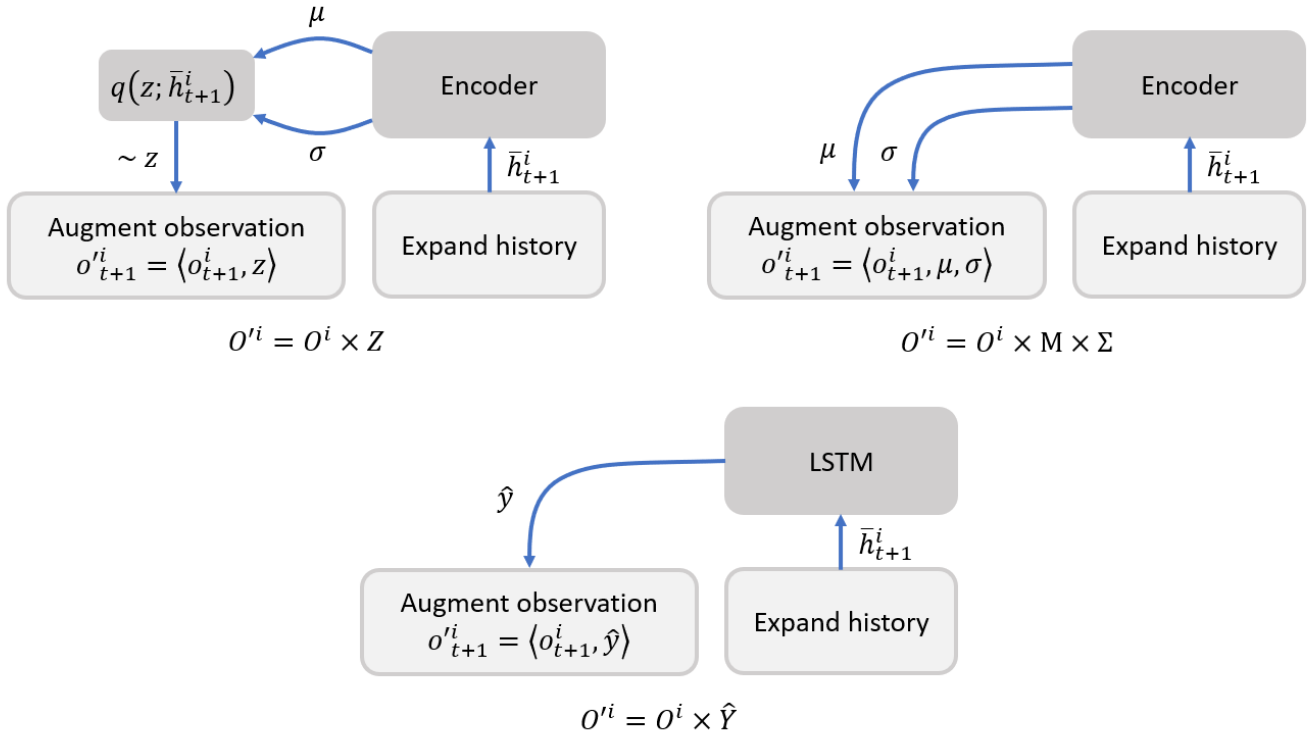 μ
q(z; h̄ⁱₜ₊₁)
Encoder
~ z
σ
h̄ⁱₜ₊₁
Augment observation
o′ⁱₜ₊₁ = ⟨oⁱₜ₊₁, z⟩
Expand history
O′ⁱ = Oⁱ × Z
Encoder
μ
σ
h̄ⁱₜ₊₁
Augment observation
o′ⁱₜ₊₁ = ⟨oⁱₜ₊₁, μ, σ⟩
Expand history
O′ⁱ = Oⁱ × M × Σ
LSTM
ŷ
h̄ⁱₜ₊₁
Augment observation
o′ⁱₜ₊₁ = ⟨oⁱₜ₊₁, ŷ⟩
Expand history
O′ⁱ = Oⁱ × Ŷ